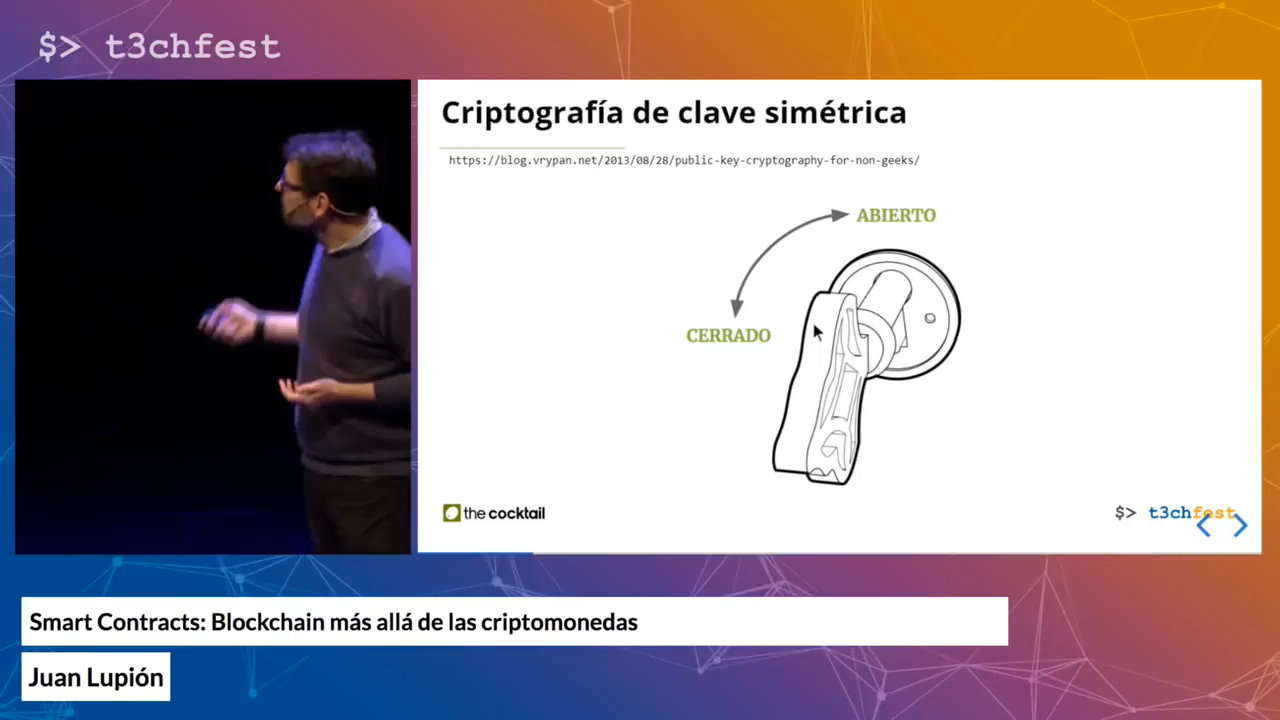 $> t3chfest
Criptografía de clave simétrica
https://blog.vrypan.net/2013/08/28/public-key-cryptography-for-non-geeks/
ABIERTO
CERRADO
the cocktail
$> t3chfest
Smart Contracts: Blockchain más allá de las criptomonedas
Juan Lupión